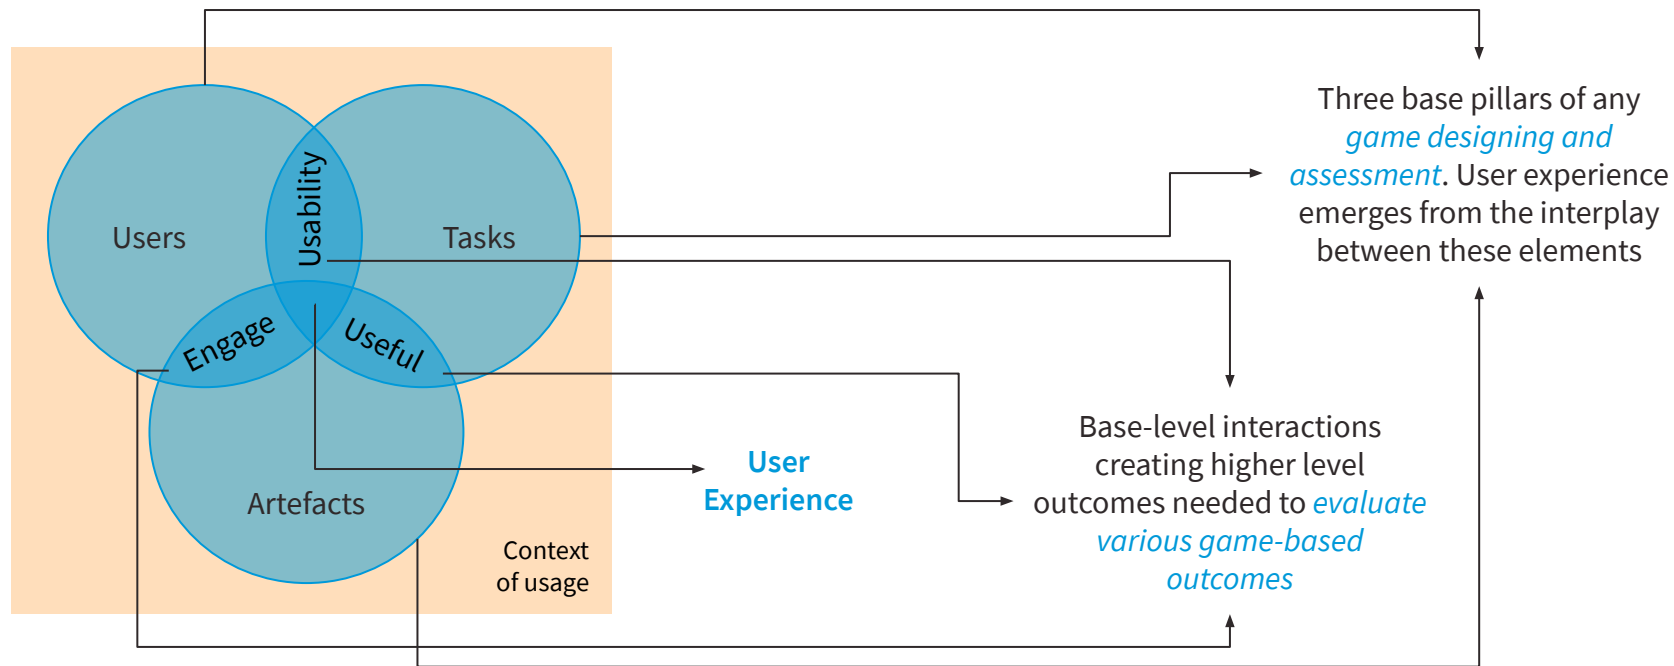 Users
Usability
Tasks
Engage
Useful
Artefacts
Context
of usage
User
Experience
Three base pillars of any
game designing and
assessment. User experience
emerges from the interplay
between these elements
Base-level interactions
creating higher level
outcomes needed to evaluate
various game-based
outcomes